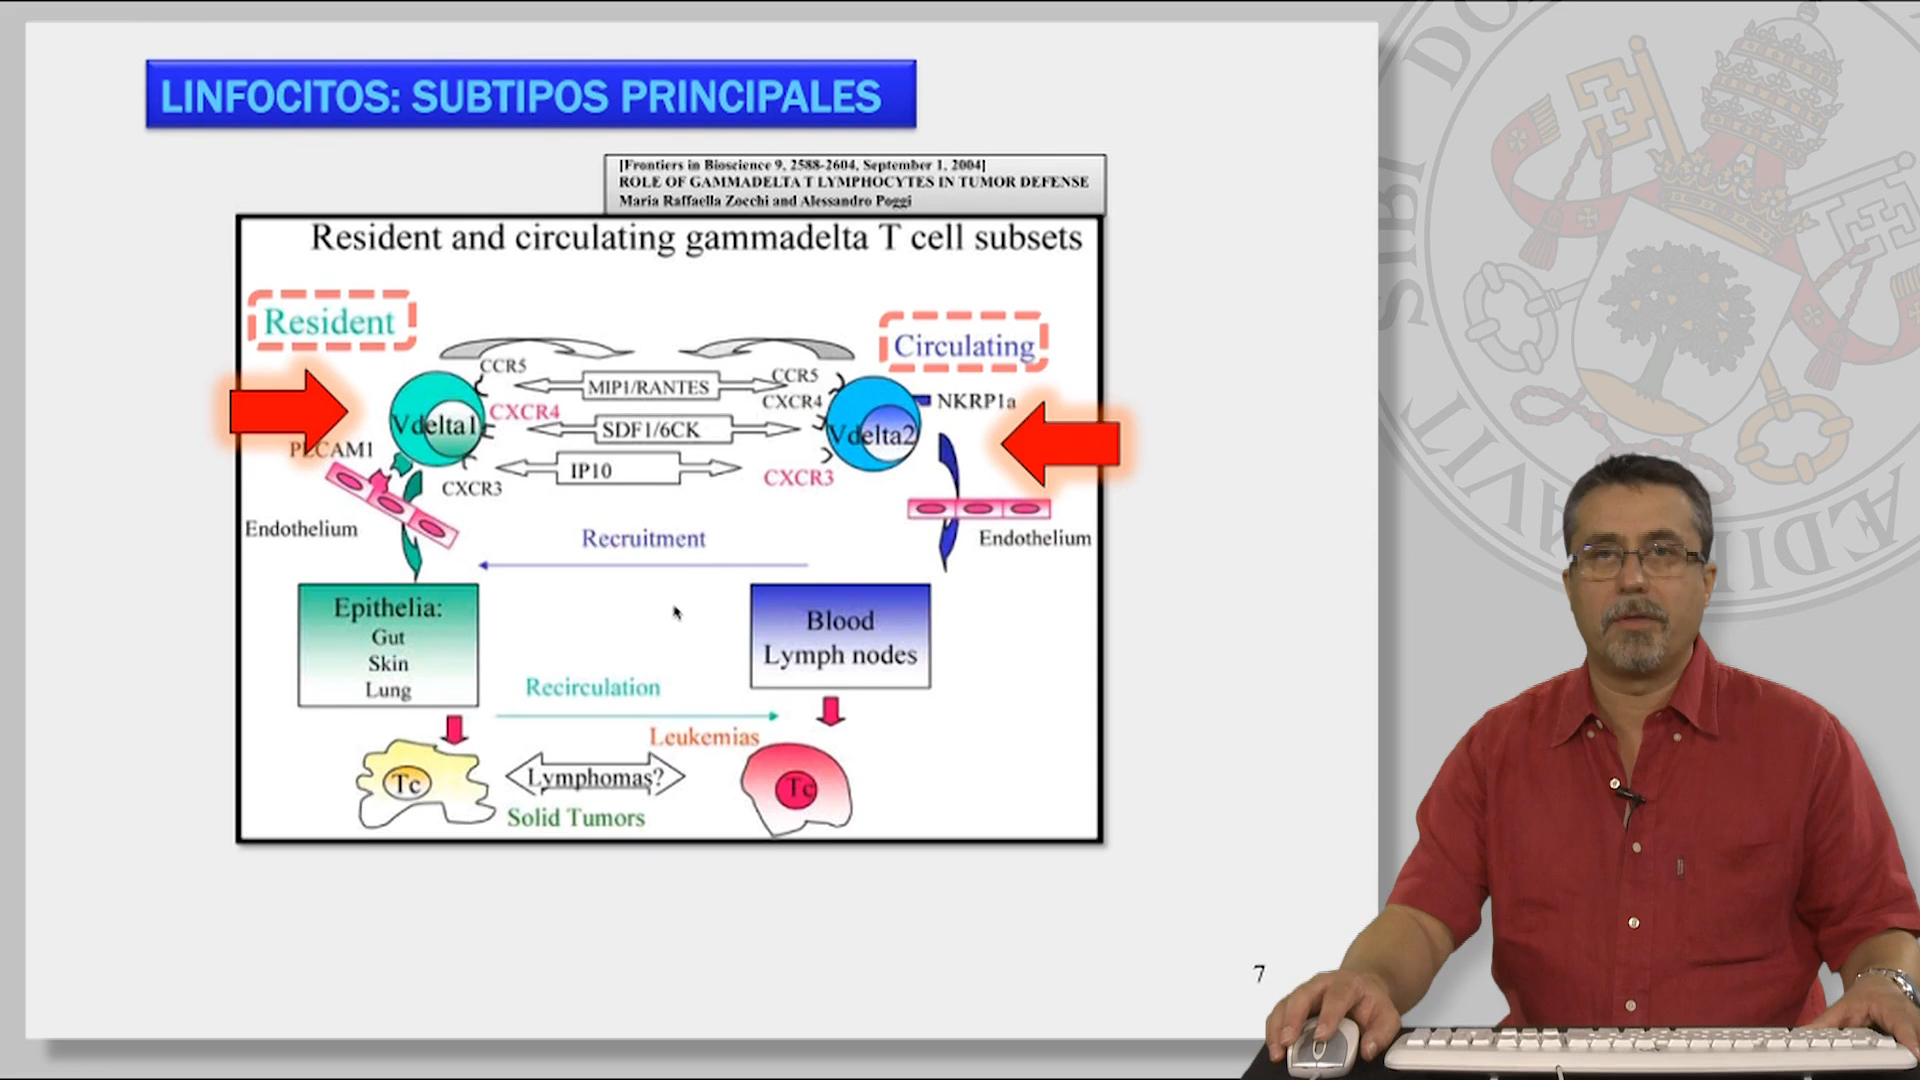 LINFOCITOS: SUBTIPOS PRINCIPALES
[Frontiers in Bioscience 9, 2588-2604, September 1, 2004]
ROLE OF GAMMADELTA T LYMPHOCYTES IN TUMOR DEFENSE
Maria Raffaella Zocchi and Alessandro Poggi
Resident and circulating gammadelta T cell subsets
Resident
Circulating
CCR5
MIP1/RANTES
CCR5
CXCR4
CXCR4
NKRP1a
Vdelta1
SDF1/6CK
Vdelta2
PECAM1
IP10
CXCR3
CXCR3
Endothelium
Recruitment
Endothelium
Epithelia:
Gut
Skin
Lung
Blood
Lymph nodes
Recirculation
Leukemias
Tc
Lymphomas?
Tc
Solid Tumors
7
SIBI